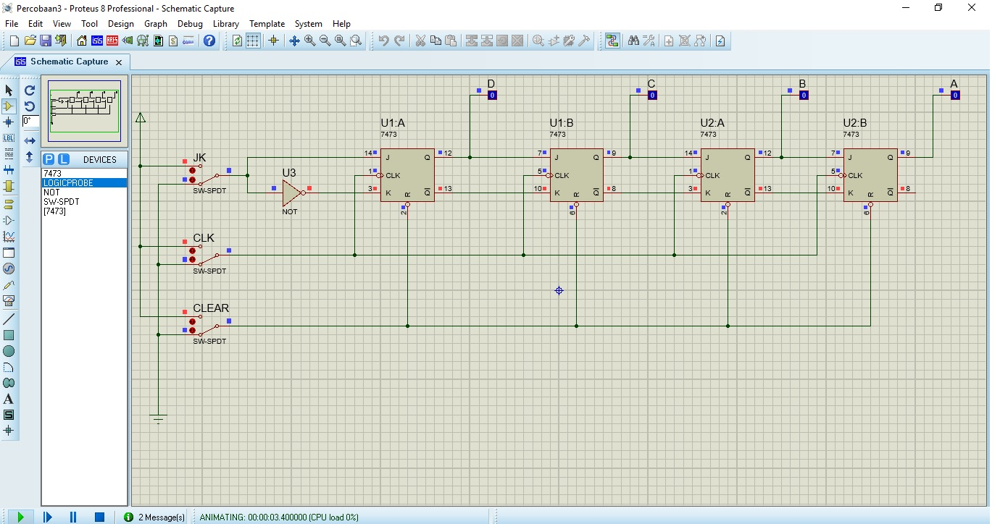 Percobaan3 - Proteus 8 Professional - Schematic Capture
File Edit View Tool Design Graph Debug Library Template System Help
Schematic Capture
0°
P L DEVICES
7473
LOGICPROBE
NOT
SW-SPDT
[7473]
LBL
A
S
D
0
C
0
B
0
A
0
U1:A
7473
U1:B
7473
U2:A
7473
U2:B
7473
14 J Q 12
1 CLK
3 K R Q 13
2
7 J Q 9
5 CLK
10 K R Q 8
6
14 J Q 12
1 CLK
3 K R Q 13
2
7 J Q 9
5 CLK
10 K R Q 8
6
JK
SW-SPDT
U3
NOT
CLK
SW-SPDT
CLEAR
SW-SPDT
2 Message(s) ANIMATING: 00:00:03.400000 (CPU load 0%)